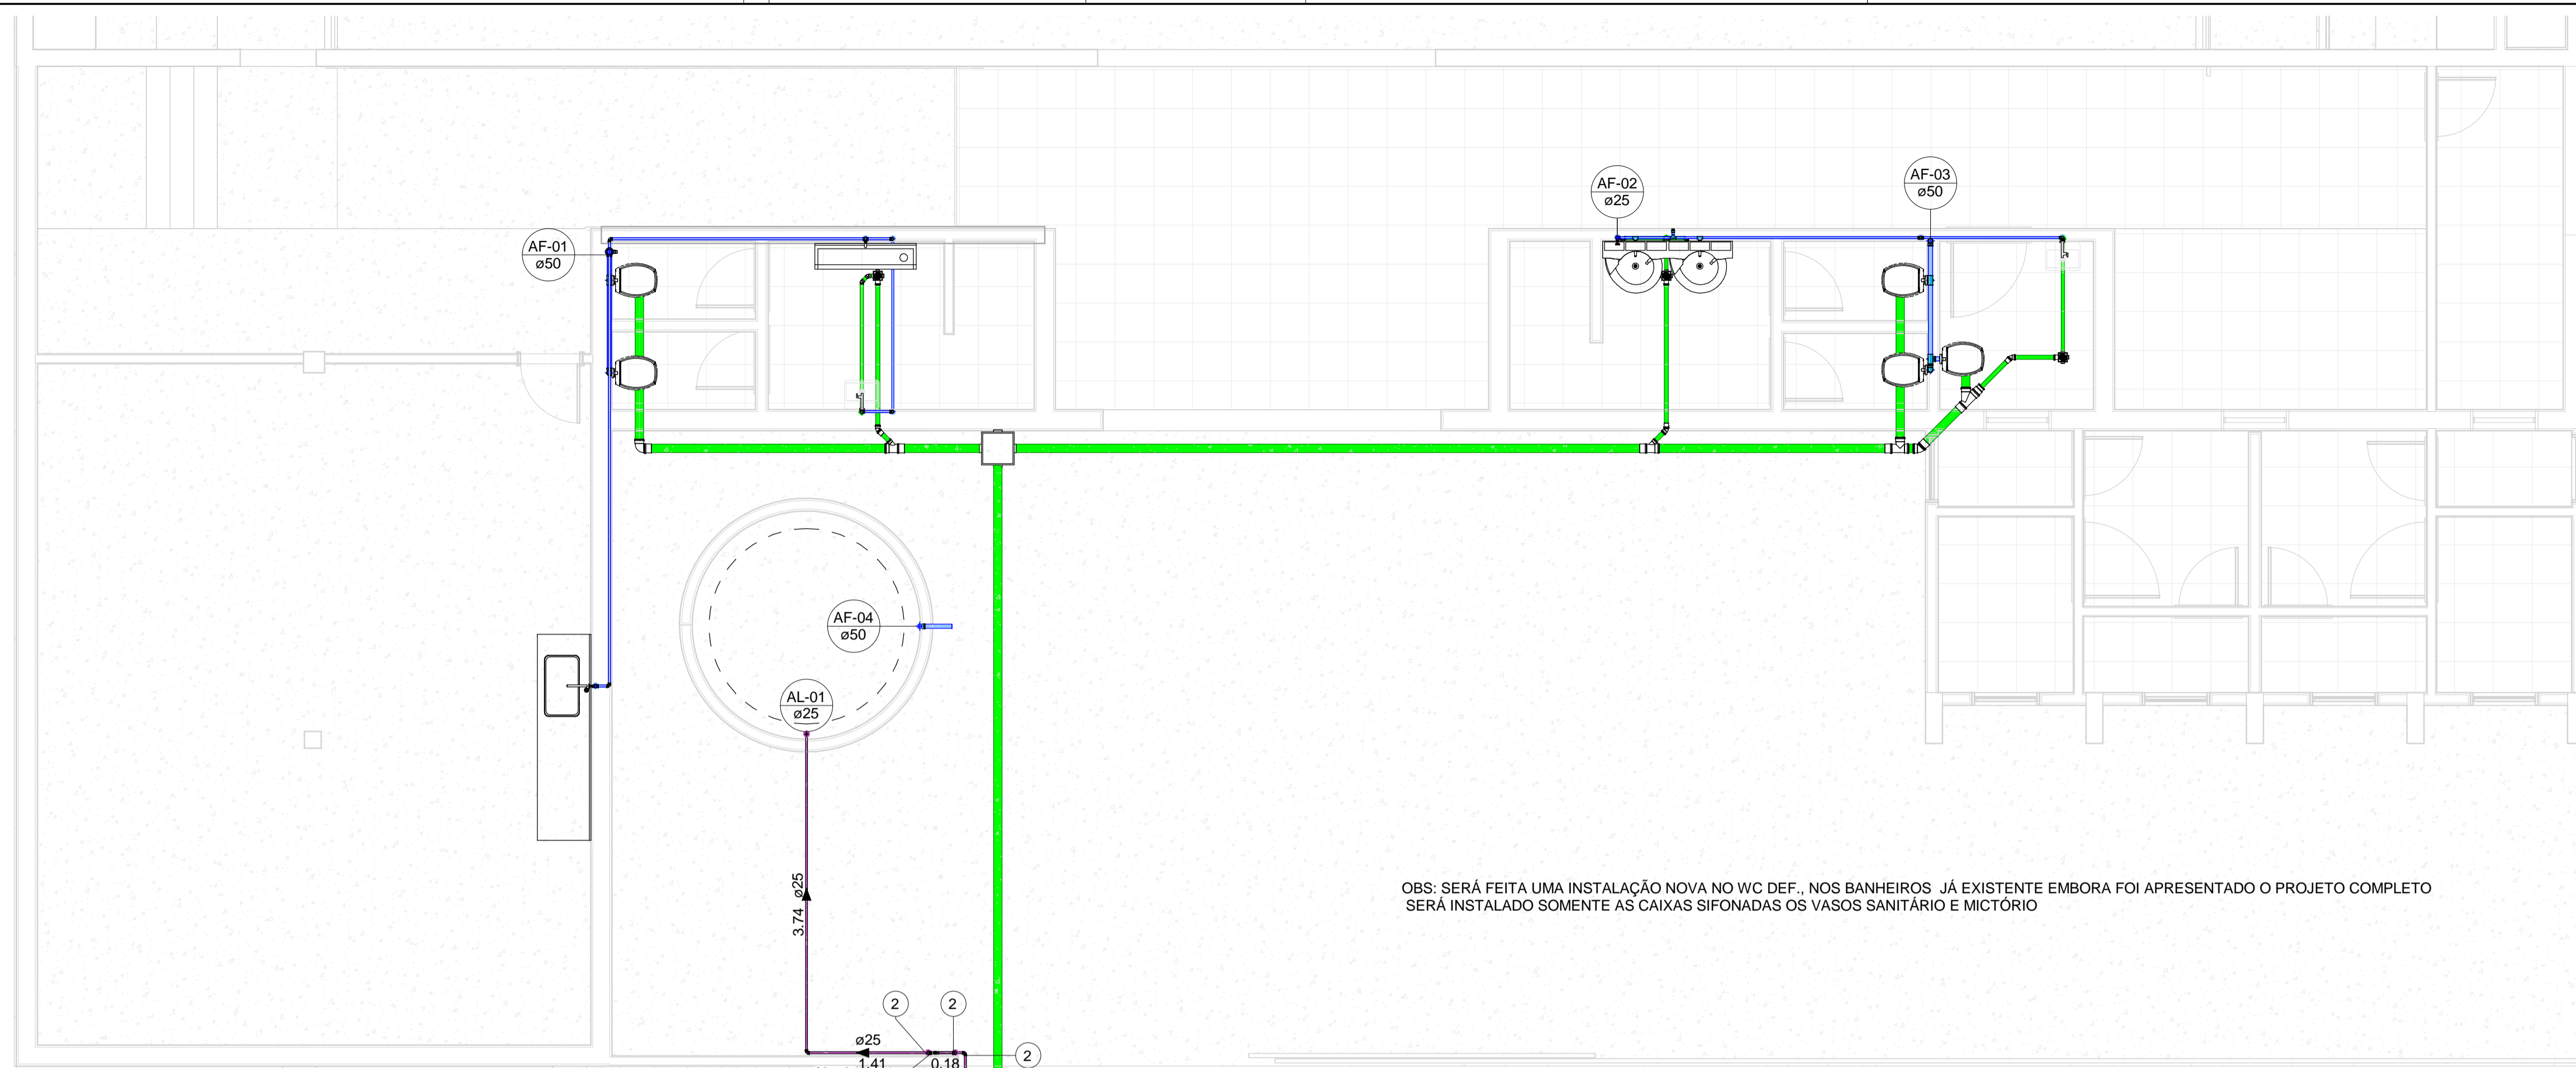 AF-02
ø25
AF-03
ø50
AF-01
ø50
AF-04
ø50
AL-01
ø25
3.74 ø25
OBS: SERÁ FEITA UMA INSTALAÇÃO NOVA NO WC DEF., NOS BANHEIROS  JÁ EXISTENTE EMBORA FOI APRESENTADO O PROJETO COMPLETO
SERÁ INSTALADO SOMENTE AS CAIXAS SIFONADAS OS VASOS SANITÁRIO E MICTÓRIO
2
2
ø25
2
1.41
0.18